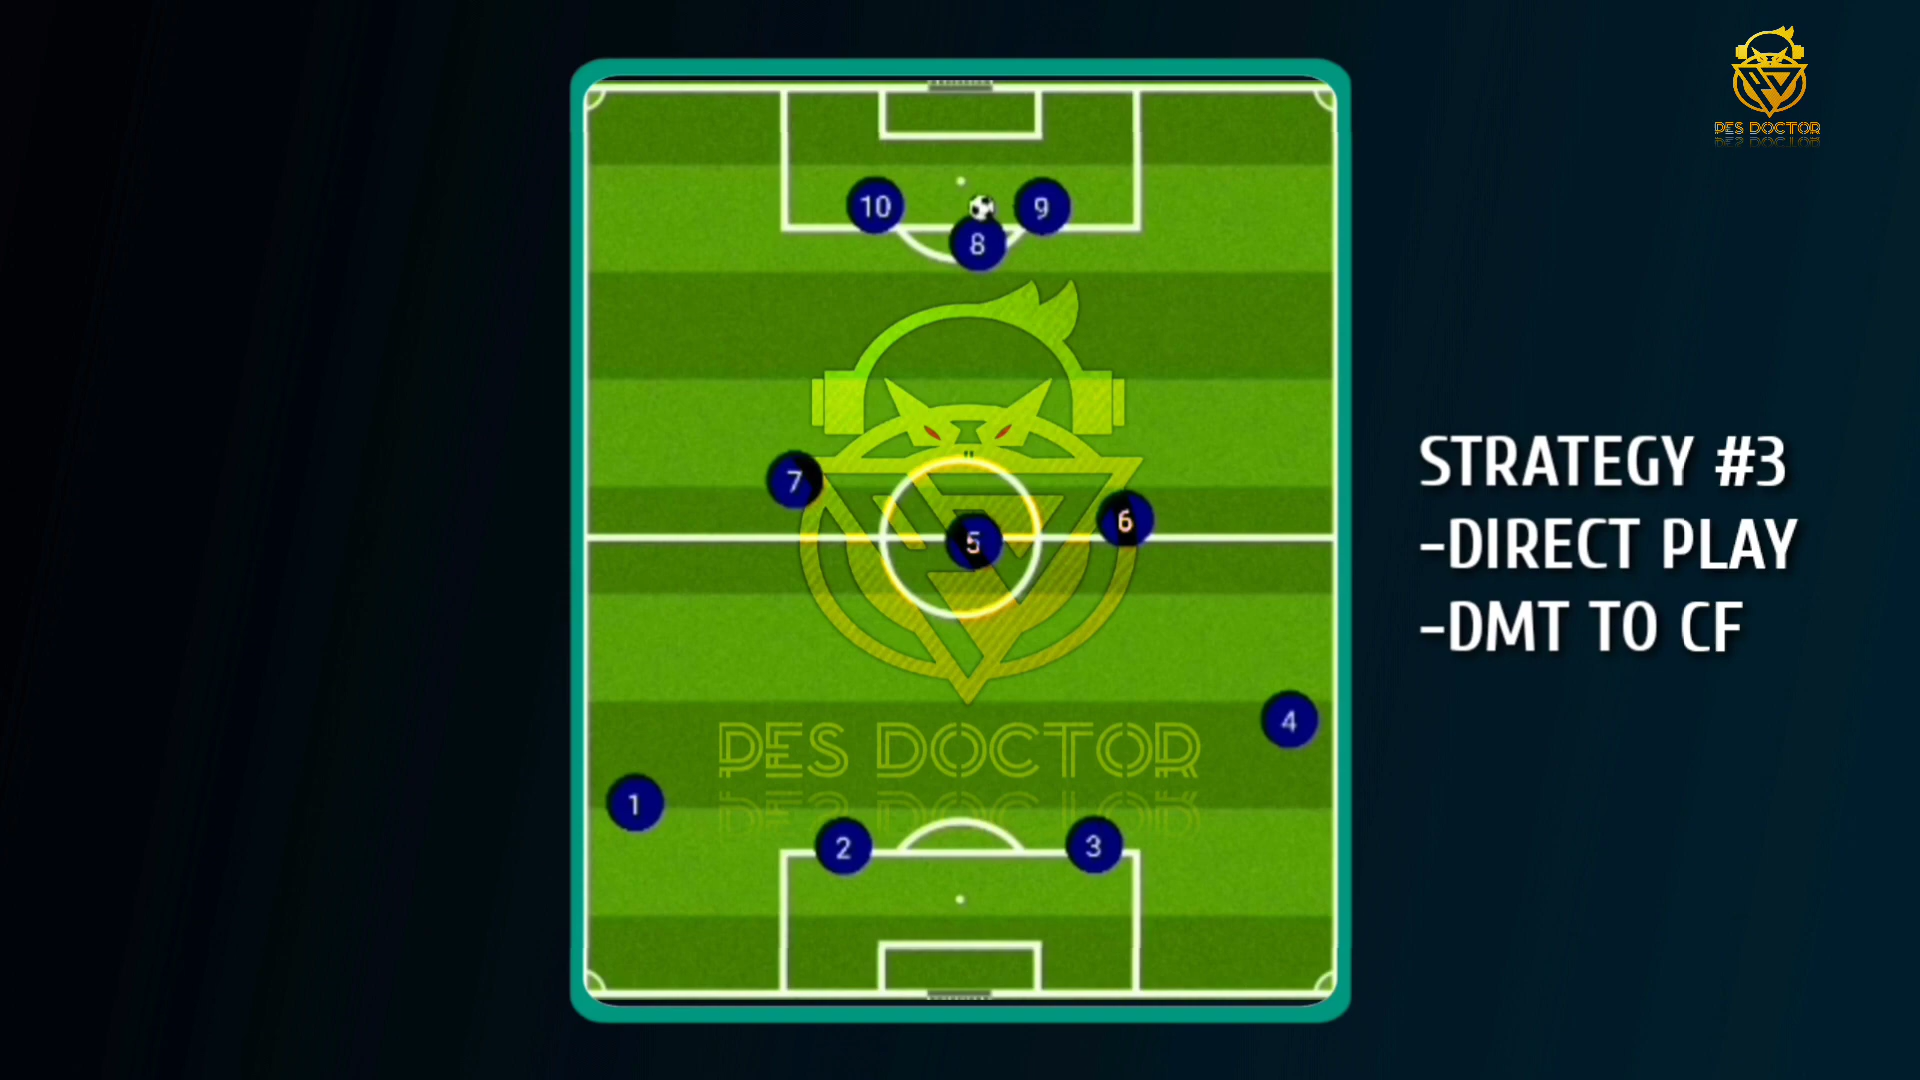 PES DOCTOR
10
9
8
7
6
5
4
PES DOCTOR
1
2
3
STRATEGY #3
-DIRECT PLAY
-DMT TO CF